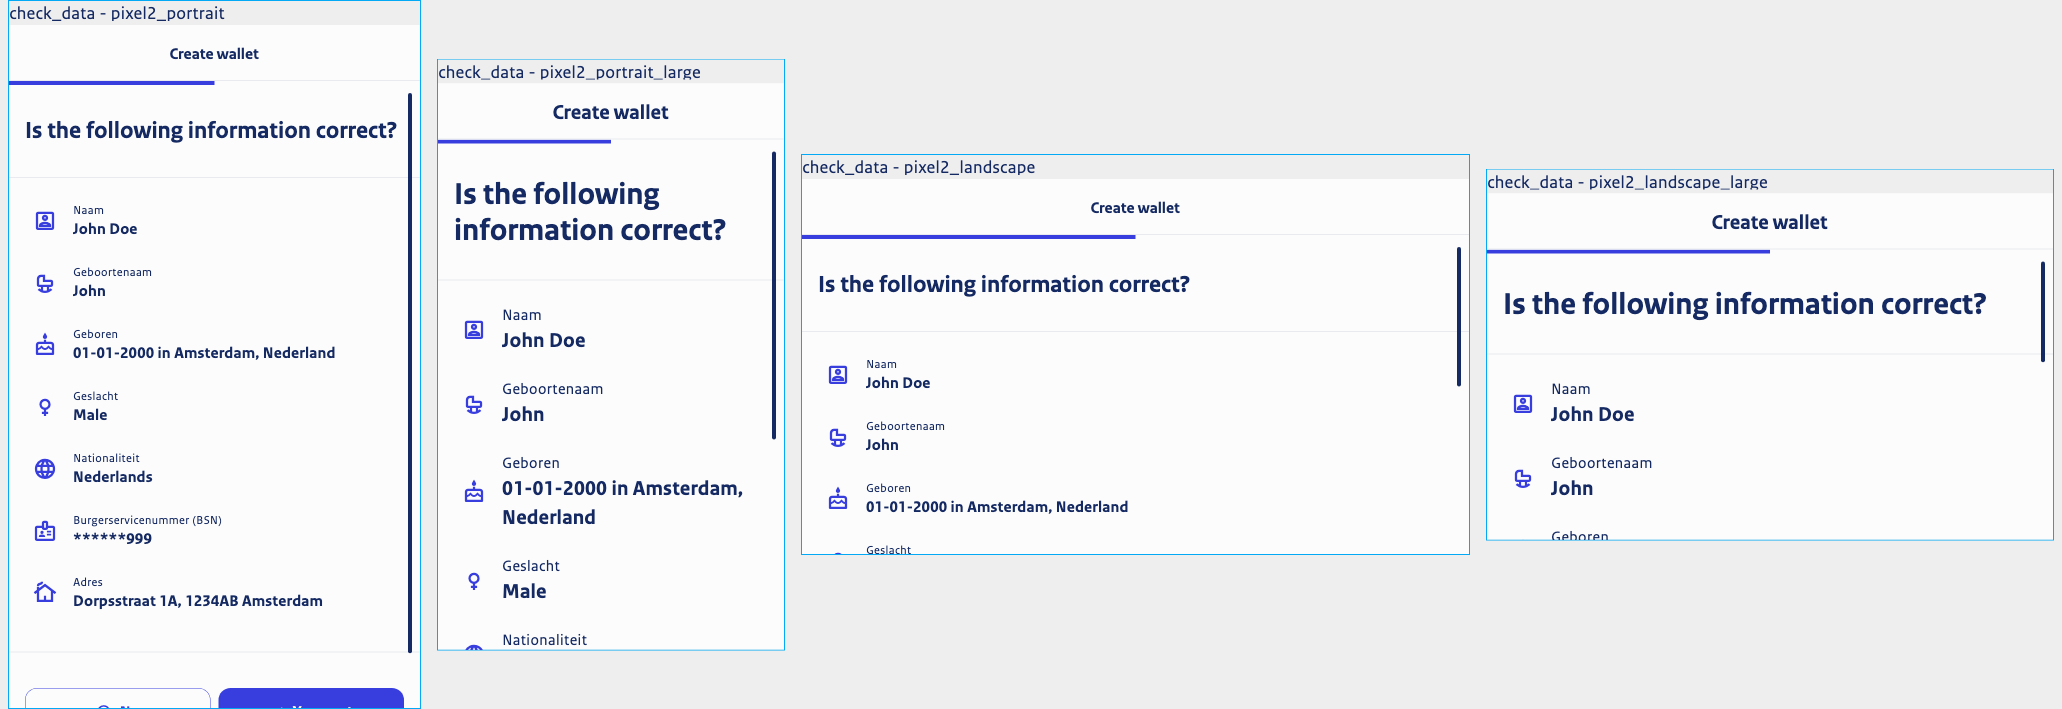 check_data - pixel2_portrait
Create wallet
Is the following information correct?
Naam
John Doe
Geboortenaam
John
Geboren
01-01-2000 in Amsterdam, Nederland
Geslacht
Male
Nationaliteit
Nederlands
Burgerservicenummer (BSN)
******999
Adres
Dorpsstraat 1A, 1234AB Amsterdam
check_data - pixel2_portrait_large
Create wallet
Is the following
information correct?
Naam
John Doe
Geboortenaam
John
Geboren
01-01-2000 in Amsterdam,
Nederland
Geslacht
Male
Nationaliteit
check_data - pixel2_landscape
Create wallet
Is the following information correct?
Naam
John Doe
Geboortenaam
John
Geboren
01-01-2000 in Amsterdam, Nederland
Geslacht
check_data - pixel2_landscape_large
Create wallet
Is the following information correct?
Naam
John Doe
Geboortenaam
John
Geboren